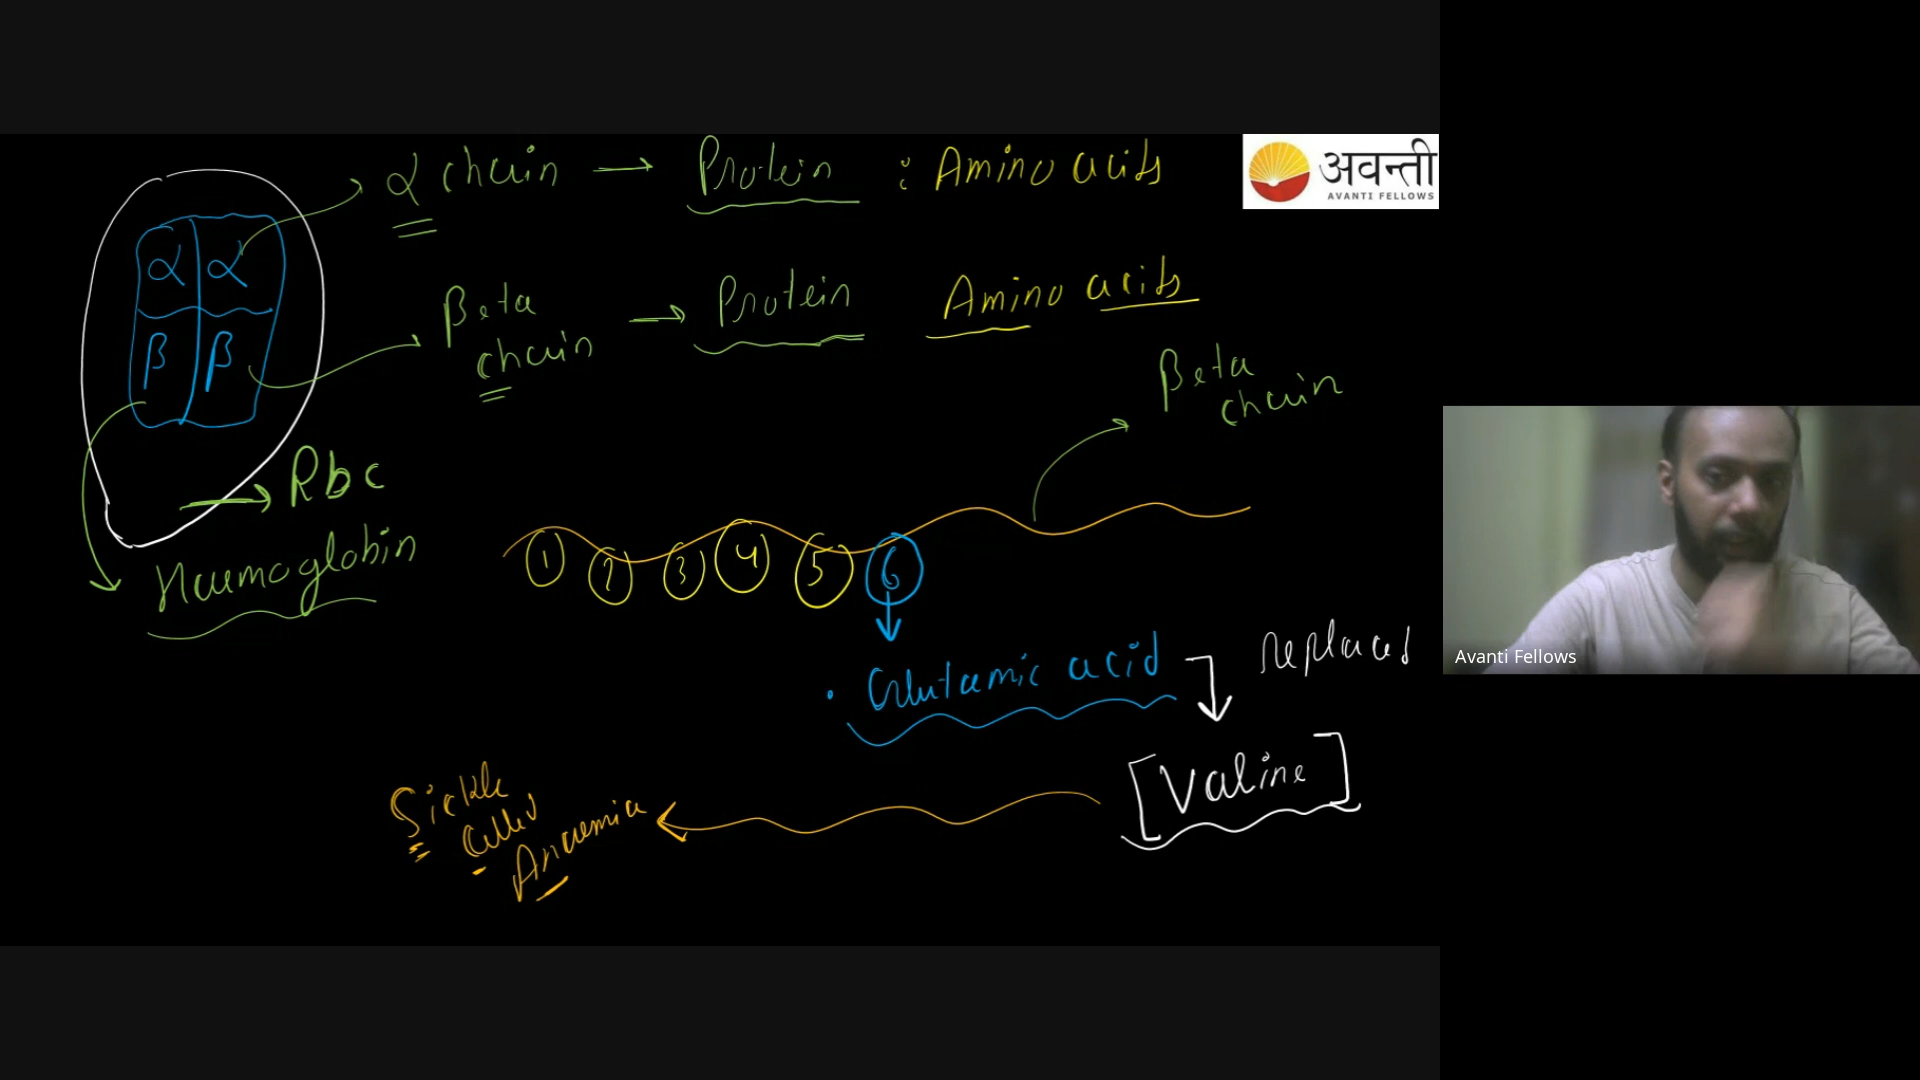 α chain → Protein : Amino acids
अवन्ती
AVANTI FELLOWS
α α
β β
Beta chain → Protein Amino acids
Beta
chain
→ Rbc
Haemoglobin
1 2 3 4 5 6
Glutamic acid
replaced
[Valine]
Sickle
Celled
Anaemia
Avanti Fellows